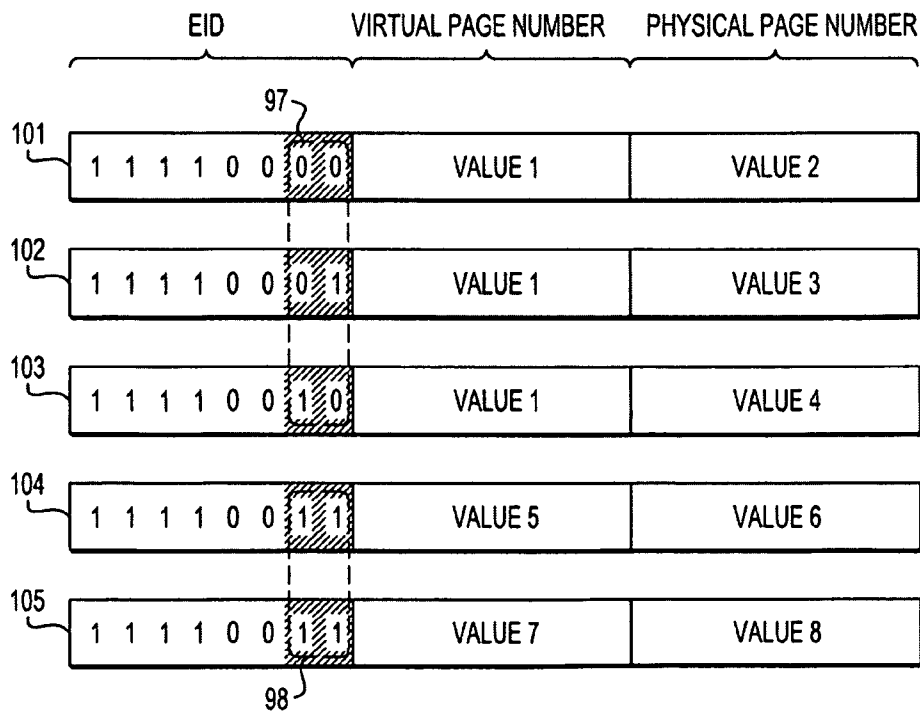 EID VIRTUAL PAGE NUMBER PHYSICAL PAGE NUMBER
97
101 1 1 1 1 0 0 0 0 VALUE 1 VALUE 2
102 1 1 1 1 0 0 0 1 VALUE 1 VALUE 3
103 1 1 1 1 0 0 1 0 VALUE 1 VALUE 4
104 1 1 1 1 0 0 1 1 VALUE 5 VALUE 6
105 1 1 1 1 0 0 1 1 VALUE 7 VALUE 8
98